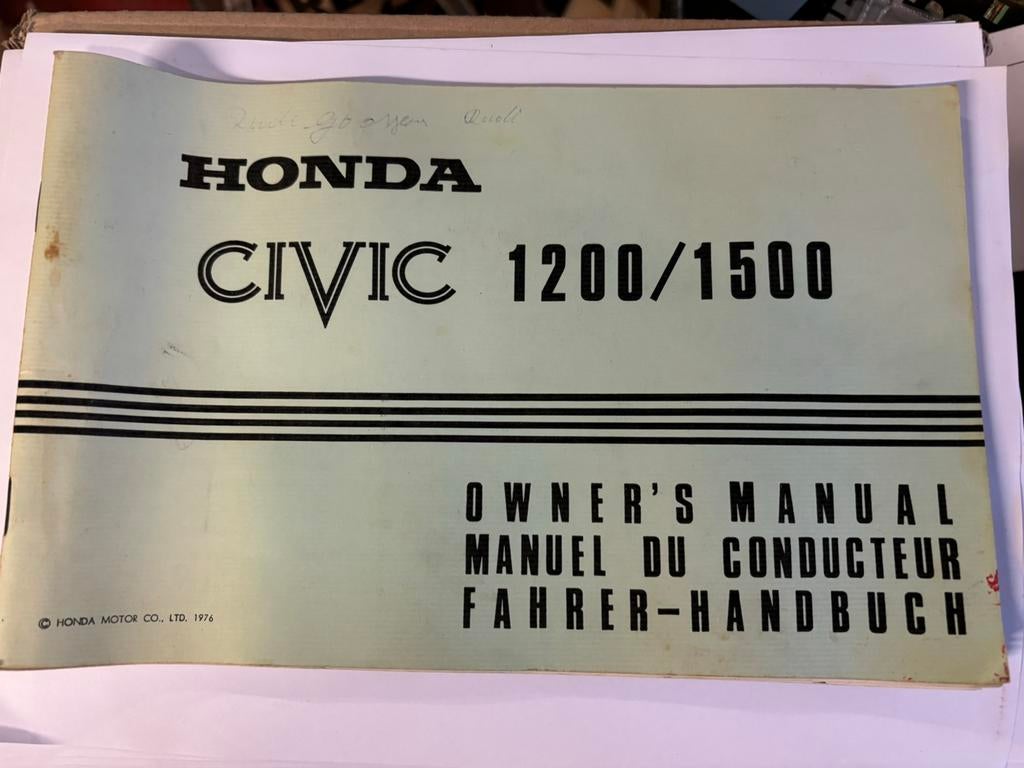 HONDA
CIVIC 1200/1500
OWNER'S MANUAL
MANUEL DU CONDUCTEUR
FAHRER-HANDBUCH
© HONDA MOTOR CO., LTD. 1976